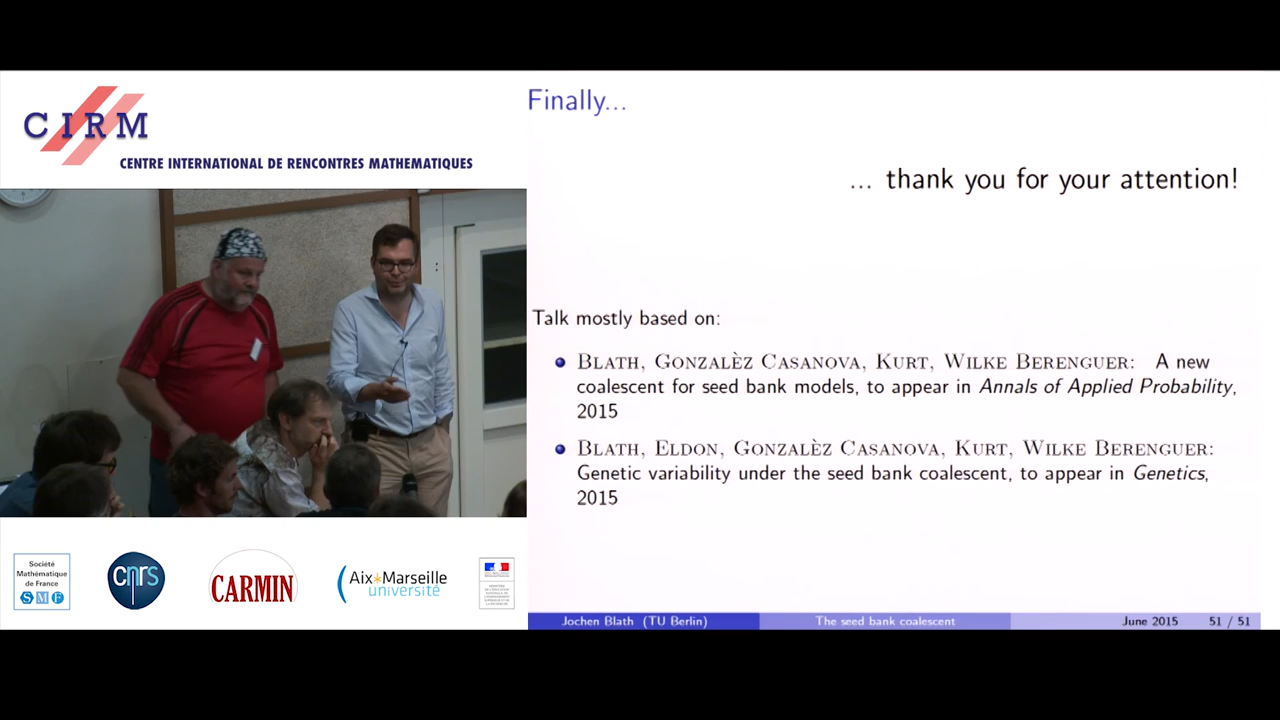 CIRM
CENTRE INTERNATIONAL DE RENCONTRES MATHEMATIQUES
Finally...
... thank you for your attention!
Talk mostly based on:
BLATH, GONZALÈZ CASANOVA, KURT, WILKE BERENGUER: A new
coalescent for seed bank models, to appear in Annals of Applied Probability,
2015
BLATH, ELDON, GONZALÈZ CASANOVA, KURT, WILKE BERENGUER:
Genetic variability under the seed bank coalescent, to appear in Genetics,
2015
Société
Mathématique
de France
SMF
cnrs
CARMIN
Aix*Marseille
université
Jochen Blath (TU Berlin)
The seed bank coalescent
June 2015
51 / 51